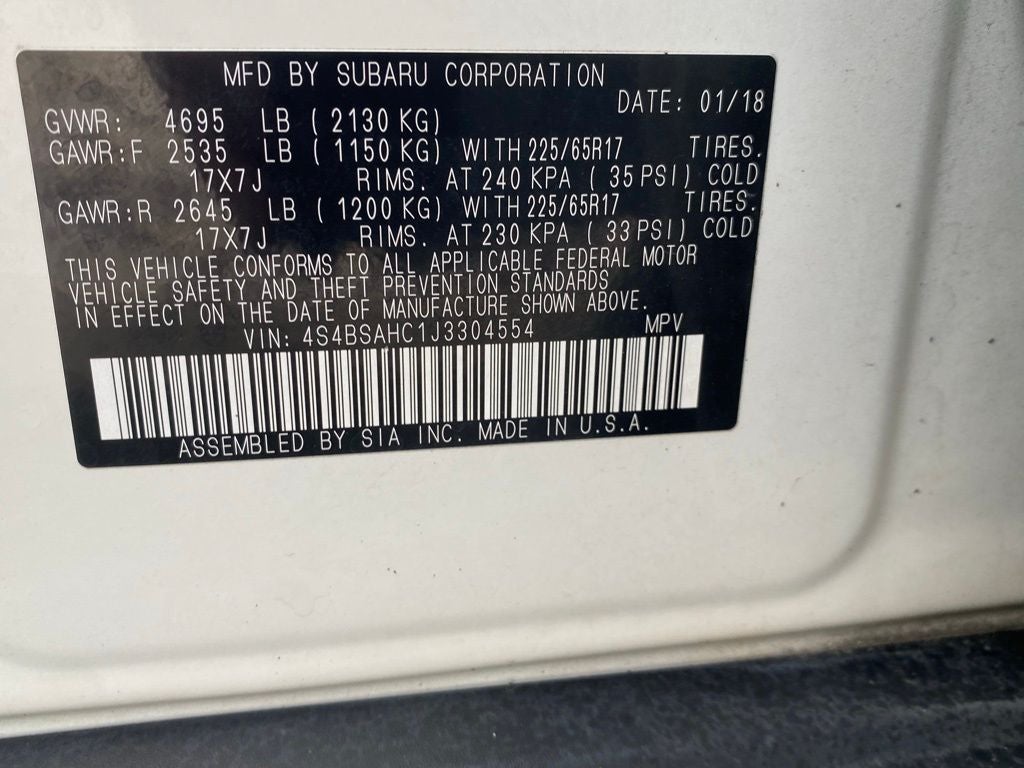 MFD BY SUBARU CORPORATION
DATE: 01/18
GVWR: 4695 LB ( 2130 KG)
GAWR:F 2535 LB ( 1150 KG) WITH 225/65R17 TIRES.
17X7J RIMS. AT 240 KPA ( 35 PSI) COLD
GAWR:R 2645 LB ( 1200 KG) WITH 225/65R17 TIRES.
17X7J RIMS. AT 230 KPA ( 33 PSI) COLD
THIS VEHICLE CONFORMS TO ALL APPLICABLE FEDERAL MOTOR
VEHICLE SAFETY AND THEFT PREVENTION STANDARDS
IN EFFECT ON THE DATE OF MANUFACTURE SHOWN ABOVE.
VIN: 4S4BSAHC1J3304554 MPV
ASSEMBLED BY SIA INC. MADE IN U.S.A.